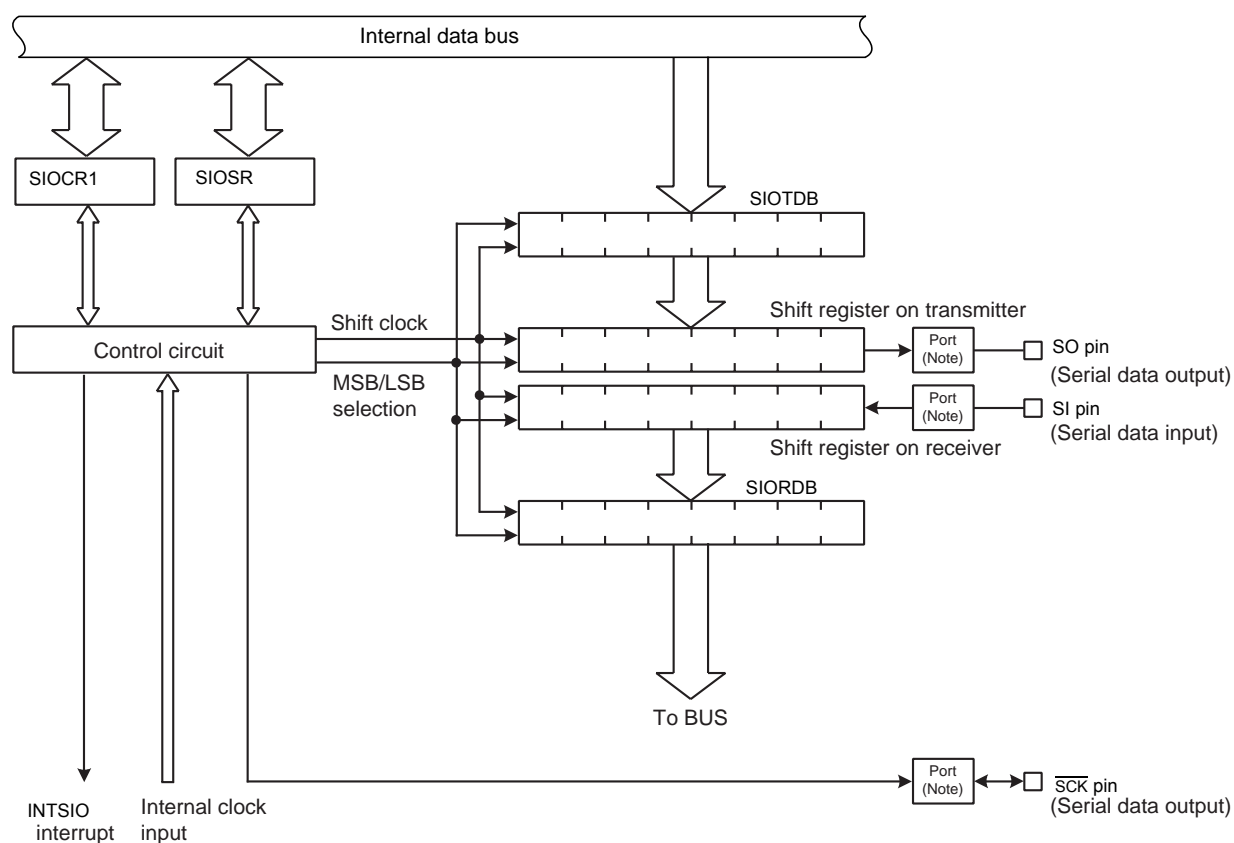 Internal data bus
SIOCR1
SIOSR
SIOTDB
Shift clock
Shift register on transmitter
Control circuit
Port
(Note)
SO pin
(Serial data output)
MSB/LSB
selection
Port
(Note)
SI pin
(Serial data input)
Shift register on receiver
SIORDB
To BUS
Port
(Note)
SCK pin
(Serial data output)
INTSIO
interrupt
Internal clock
input